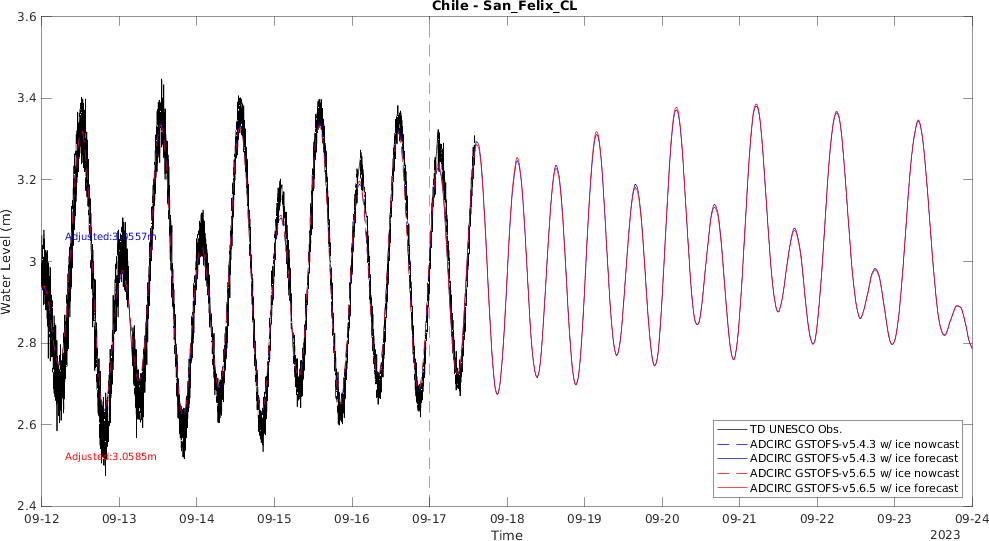 Chile - San_Felix_CL
3.6
3.4
3.2
3
2.8
2.6
2.4
Water Level (m)
Adjusted:3.0557m
Adjusted:3.0585m
TD UNESCO Obs.
ADCIRC GSTOFS-v5.4.3 w/ ice nowcast
ADCIRC GSTOFS-v5.4.3 w/ ice forecast
ADCIRC GSTOFS-v5.6.5 w/ ice nowcast
ADCIRC GSTOFS-v5.6.5 w/ ice forecast
09-12 09-13 09-14 09-15 09-16 09-17 09-18 09-19 09-20 09-21 09-22 09-23 09-24
Time
2023